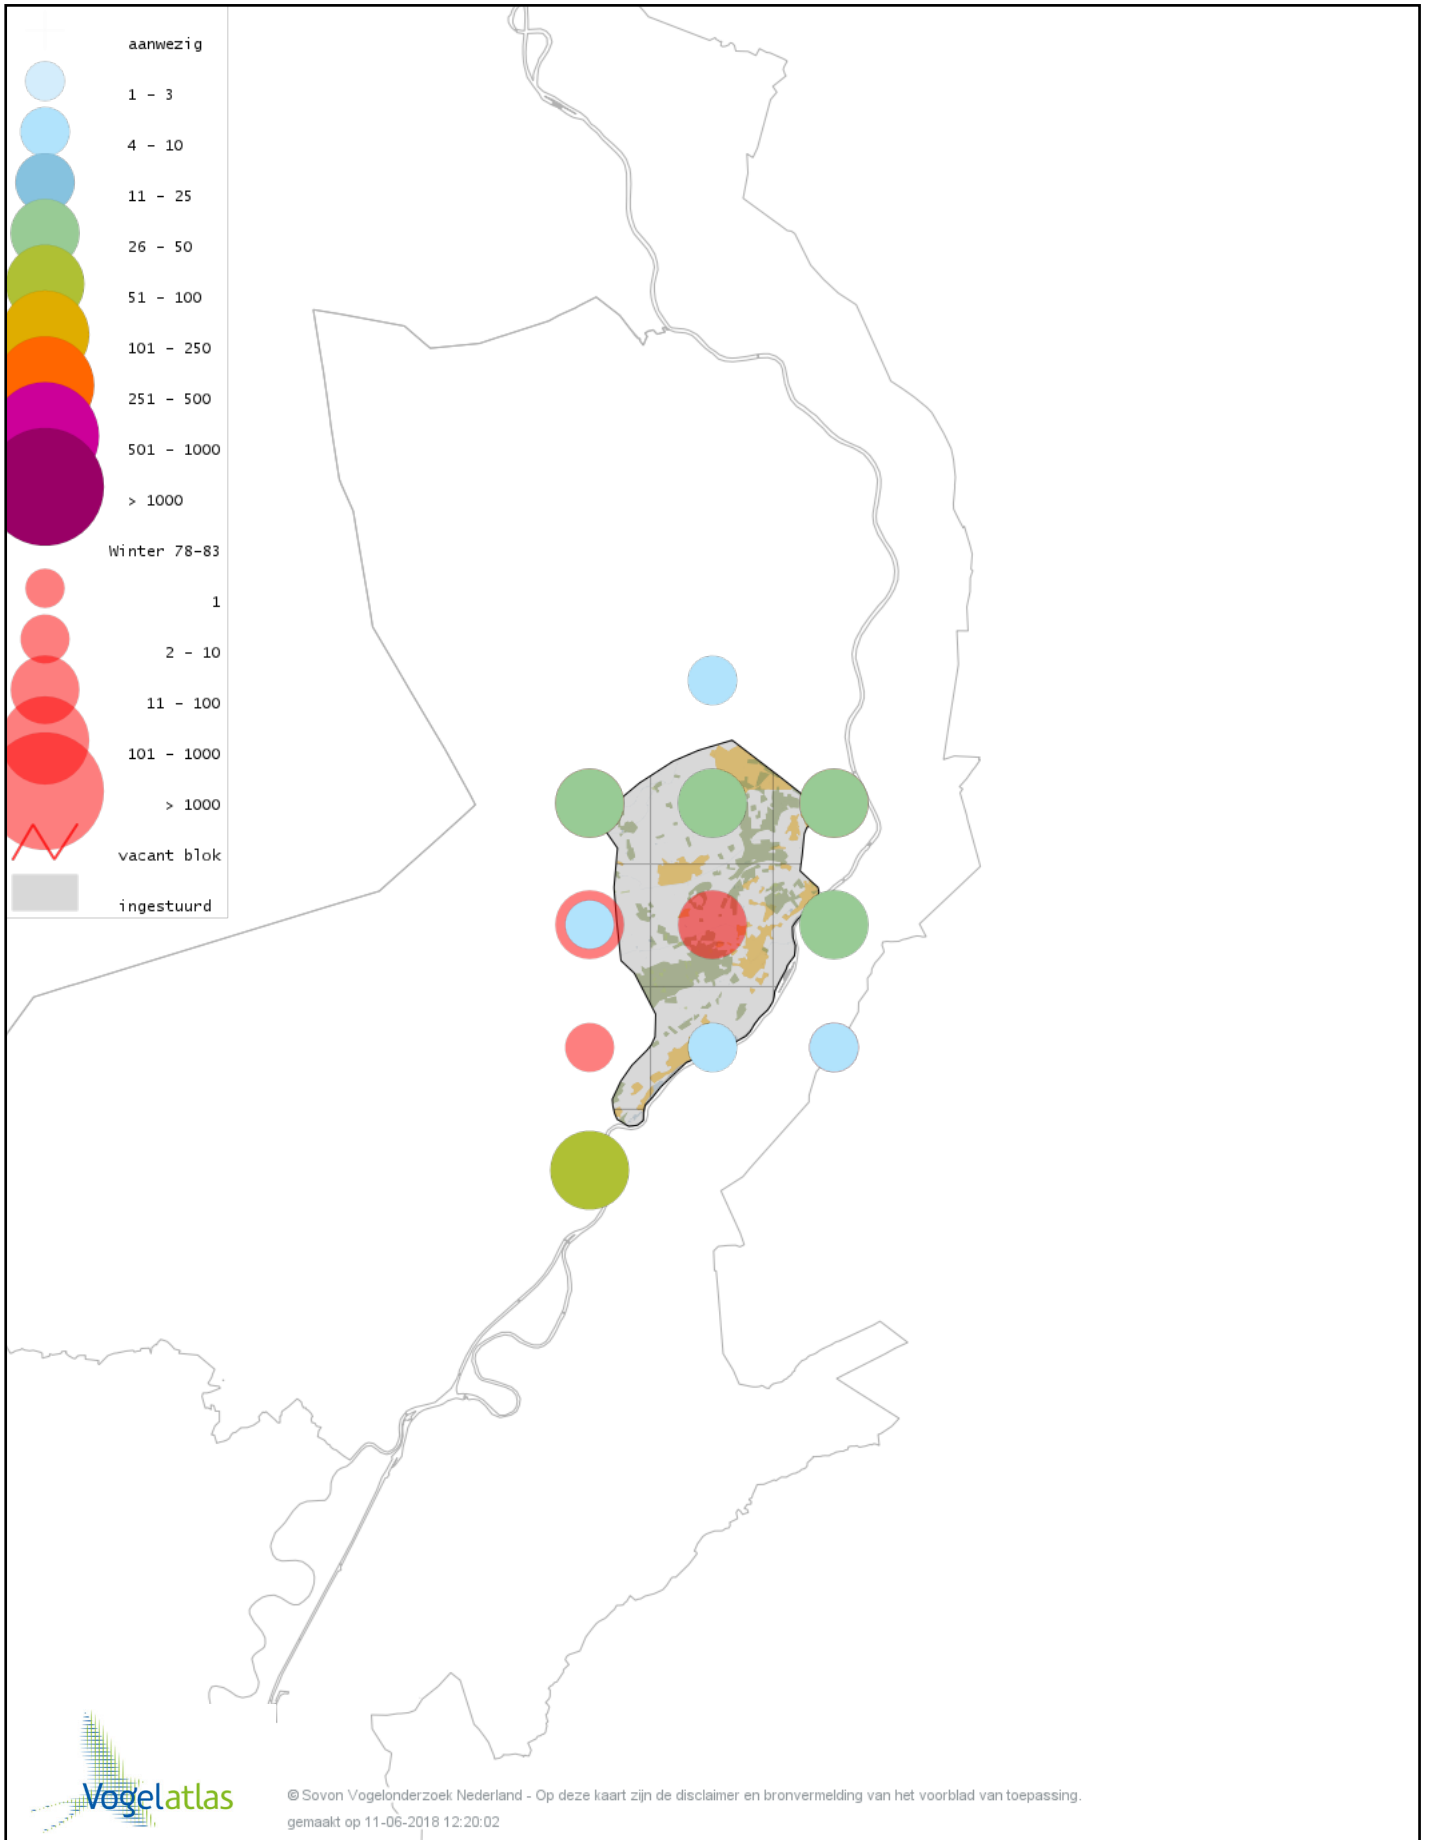 aanwezig
1 - 3
4 - 10
11 - 25
26 - 50
51 - 100
101 - 250
251 - 500
501 - 1000
> 1000
Winter 78-83
1
2 - 10
11 - 100
101 - 1000
> 1000
vacant blok
ingestuurd
Vogelatlas
© Sovon Vogelonderzoek Nederland - Op deze kaart zijn de disclaimer en bronvermelding van het voorblad van toepassing.
gemaakt op 11-06-2018 12:20:02